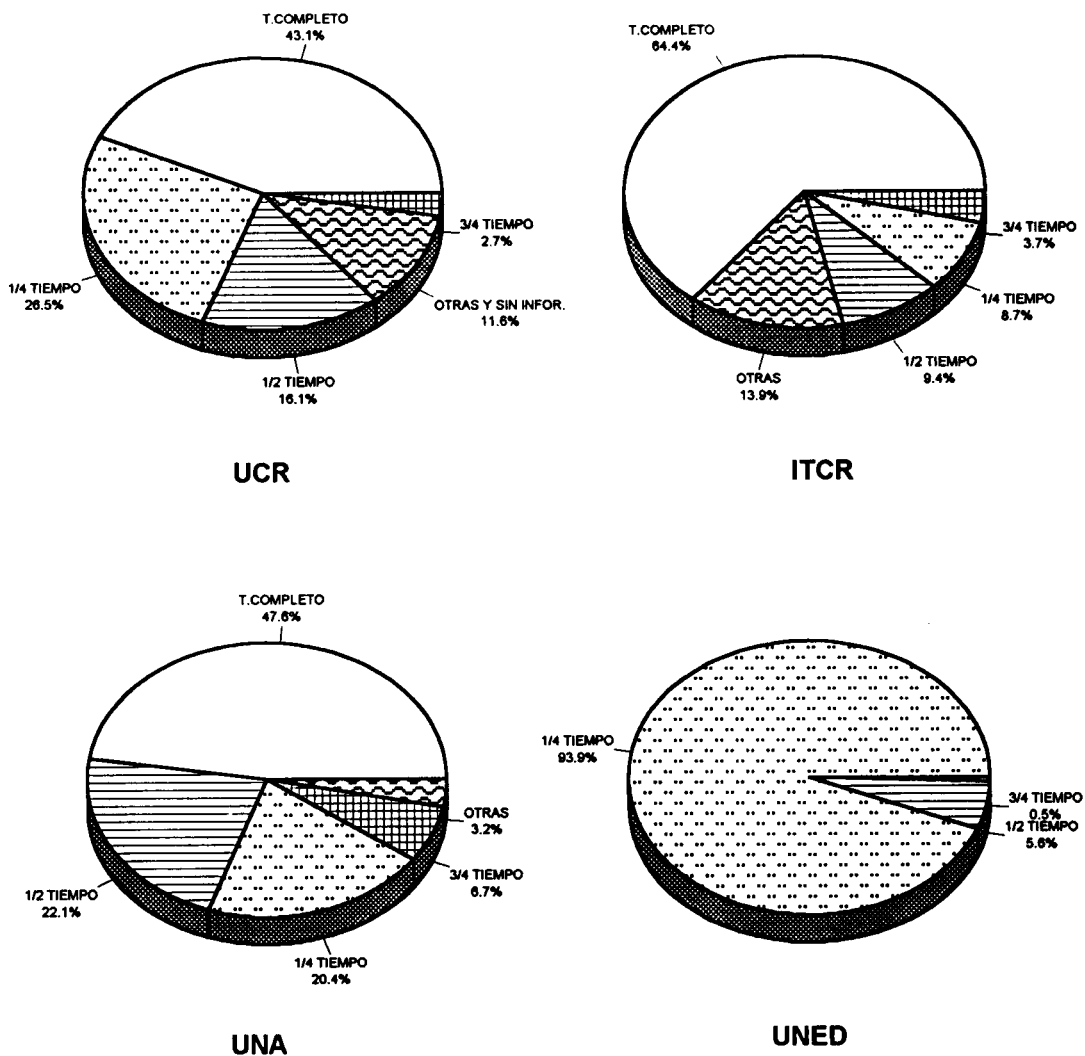 T.COMPLETO
43.1%
3/4 TIEMPO
2.7%
OTRAS Y SIN INFOR.
11.6%
1/2 TIEMPO
16.1%
1/4 TIEMPO
26.5%
UCR
T.COMPLETO
64.4%
3/4 TIEMPO
3.7%
1/4 TIEMPO
8.7%
1/2 TIEMPO
9.4%
OTRAS
13.9%
ITCR
T.COMPLETO
47.6%
OTRAS
3.2%
3/4 TIEMPO
6.7%
1/4 TIEMPO
20.4%
1/2 TIEMPO
22.1%
UNA
1/4 TIEMPO
93.9%
3/4 TIEMPO
0.5%
1/2 TIEMPO
5.6%
UNED